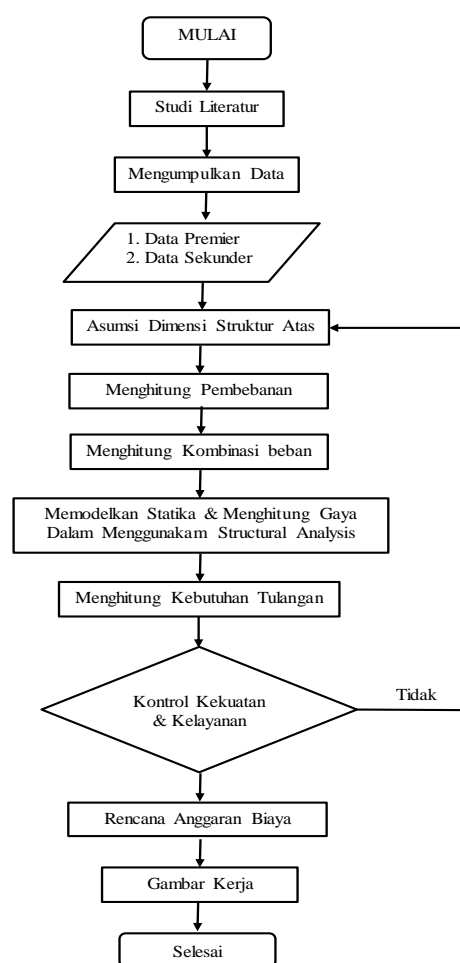 MULAI
Studi Literatur
Mengumpulkan Data
1. Data Premier
2. Data Sekunder
Asumsi Dimensi Struktur Atas
Menghitung Pembebanan
Menghitung Kombinasi beban
Memodelkan Statika & Menghitung Gaya
Dalam Menggunakam Structural Analysis
Menghitung Kebutuhan Tulangan
Kontrol Kekuatan
& Kelayanan
Tidak
Rencana Anggaran Biaya
Gambar Kerja
Selesai